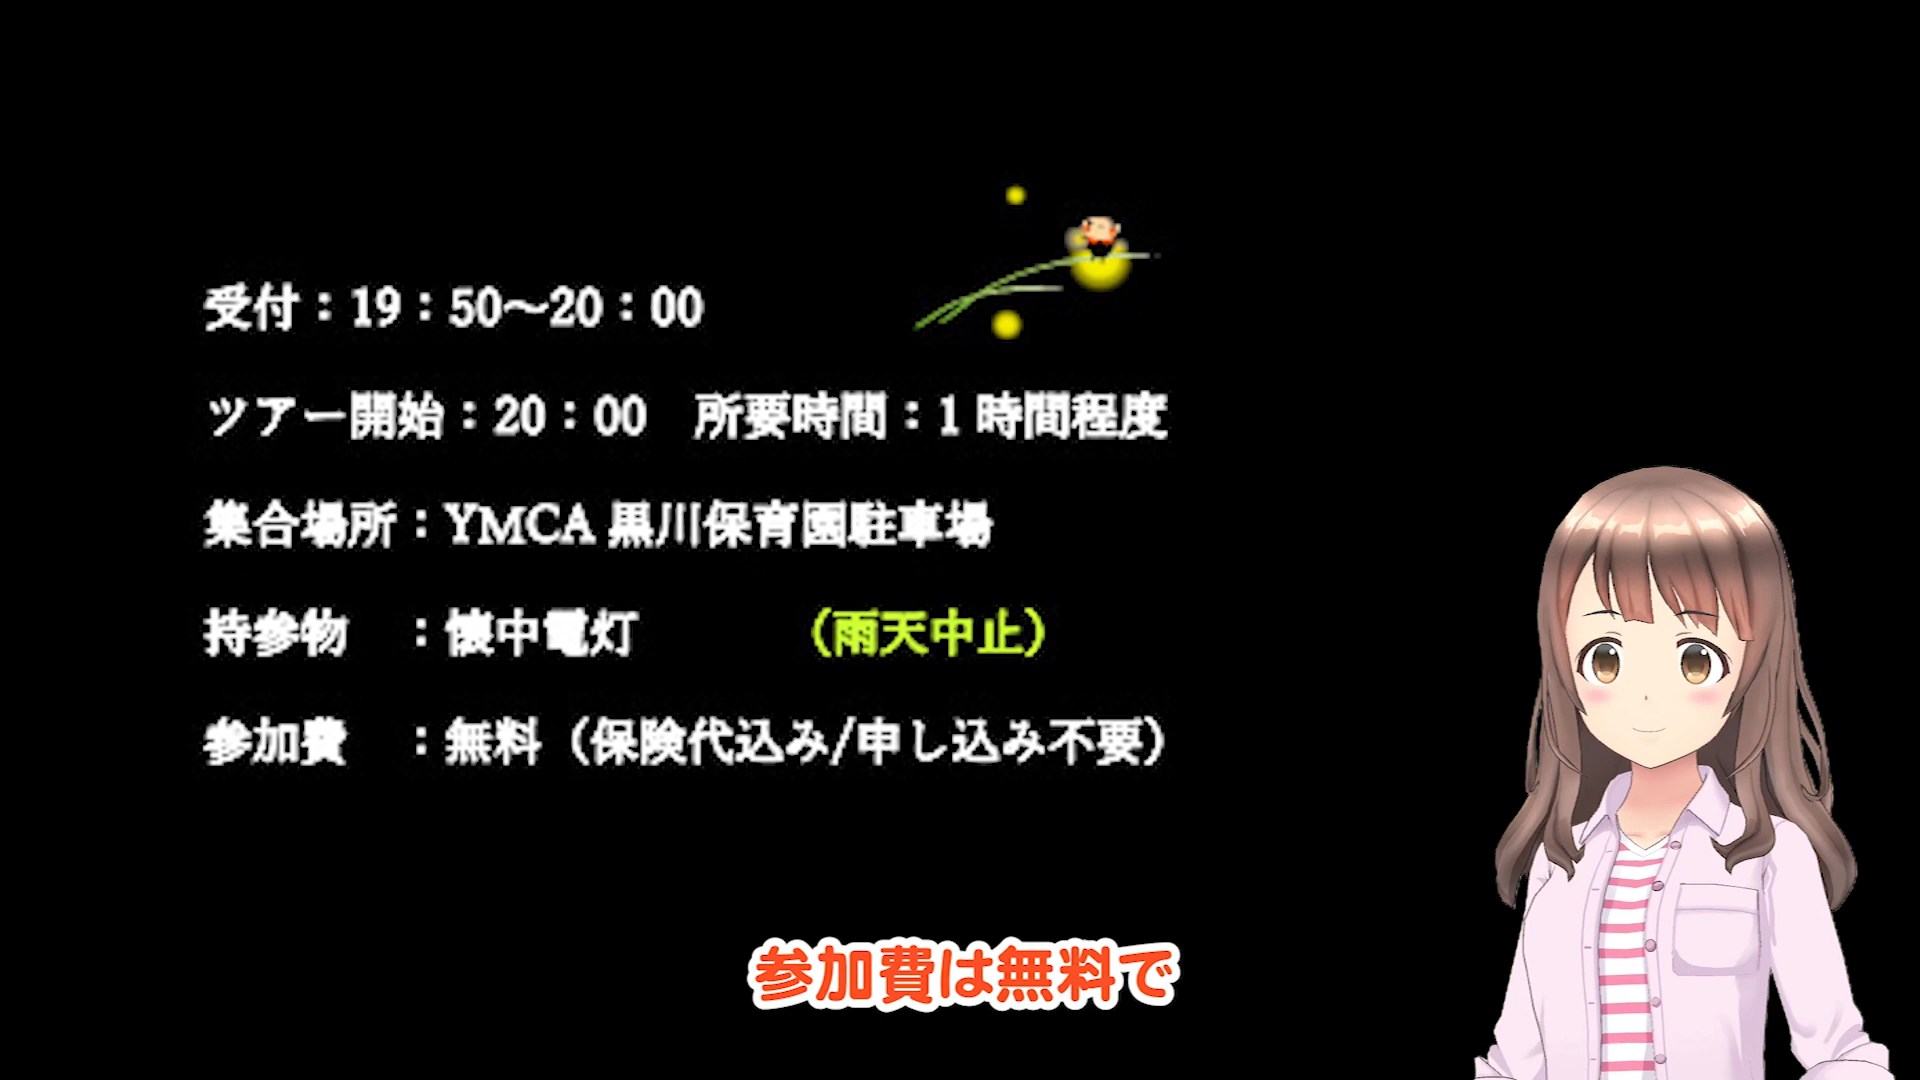 受付：19：50～20：00
ツアー開始：20：00　所要時間：1 時間程度
集合場所：YMCA 黒川保育園駐車場
持参物　：懐中電灯　　　　（雨天中止）
参加費　：無料（保険代込み/申し込み不要）
参加費は無料で